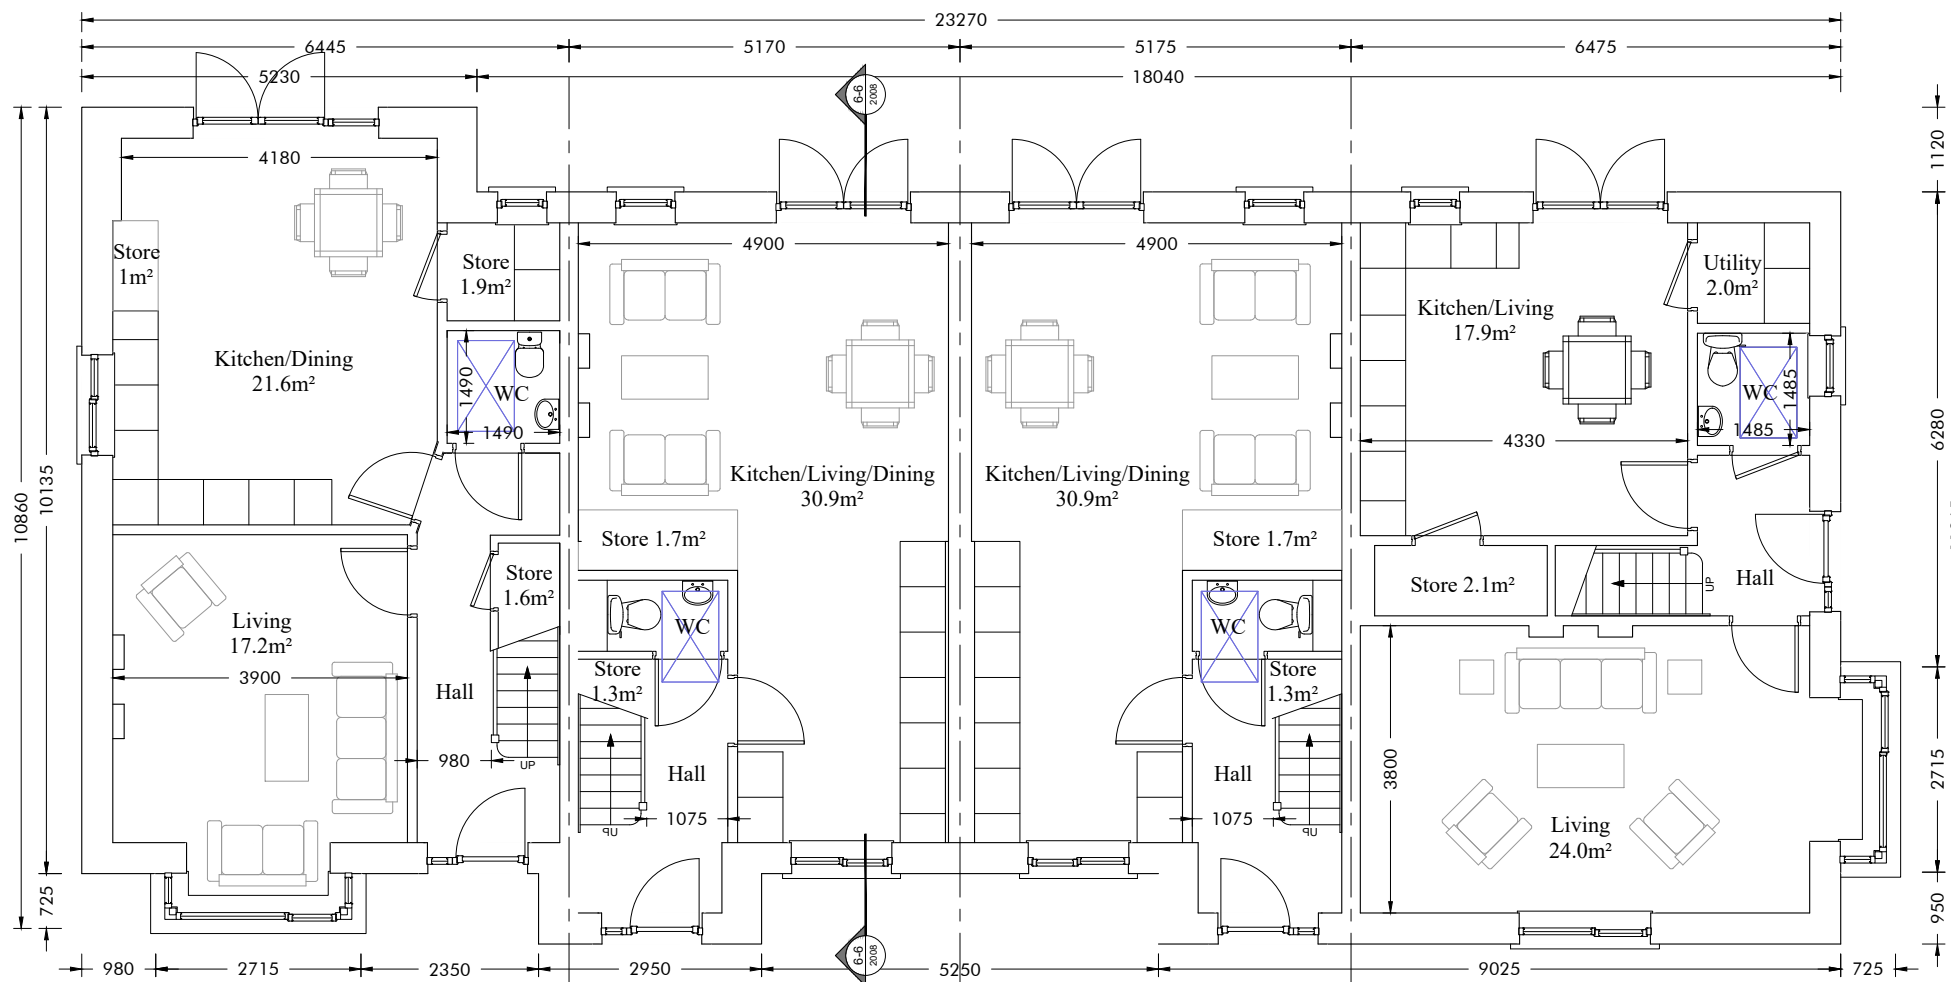 23270
6445
5170
5175
6475
5230
18040
6-6
2008
4180
4900
4900
1120
Store
1m²
Store
1.9m²
Utility
2.0m²
Kitchen/Living
17.9m²
Kitchen/Dining
21.6m²
1490
WC
1490
WC
1485
1485
4330
6280
10860
10135
Kitchen/Living/Dining
30.9m²
Kitchen/Living/Dining
30.9m²
Store 1.7m²
Store 1.7m²
Store
1.6m²
Store 2.1m²
UP
Hall
Living
17.2m²
3900
WC
WC
Store
1.3m²
Store
1.3m²
Hall
980
UP
Hall
Hall
3800
2715
1075
UP
1075
UP
Living
24.0m²
725
950
6-6
2008
980
2715
2350
2950
5250
9025
725